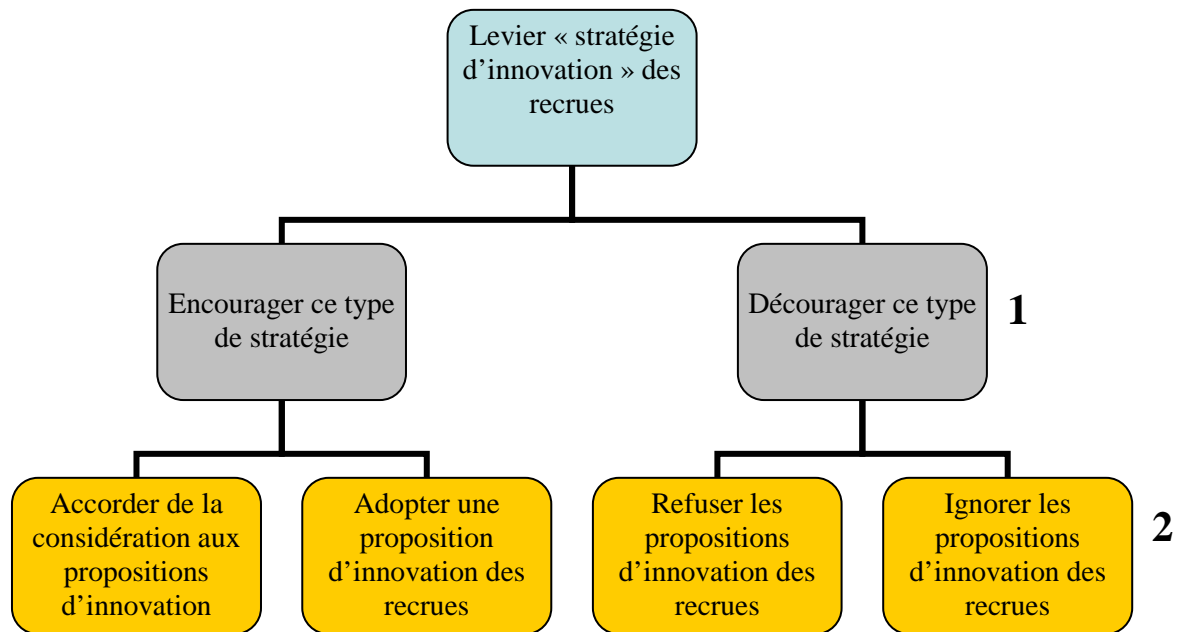 Levier « stratégie
d’innovation » des
recrues
Encourager ce type
de stratégie
Décourager ce type
de stratégie
1
Accorder de la
considération aux
propositions
d’innovation
Adopter une
proposition
d’innovation des
recrues
Refuser les
propositions
d’innovation des
recrues
Ignorer les
propositions
d’innovation des
recrues
2